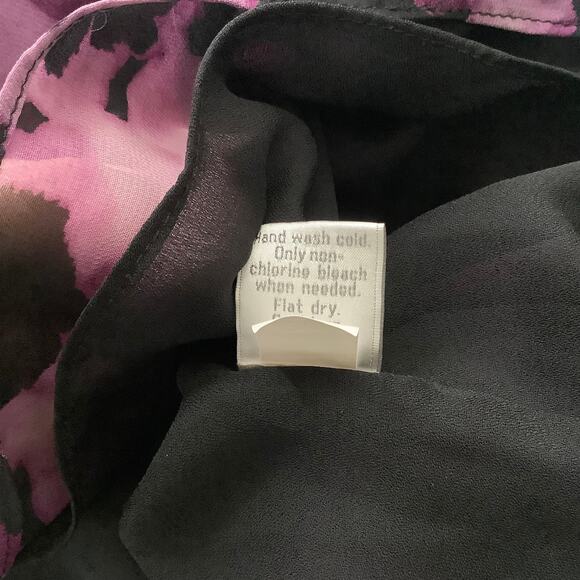 Hand wash cold.
Only non-
chlorine bleach
when needed.
Flat dry.